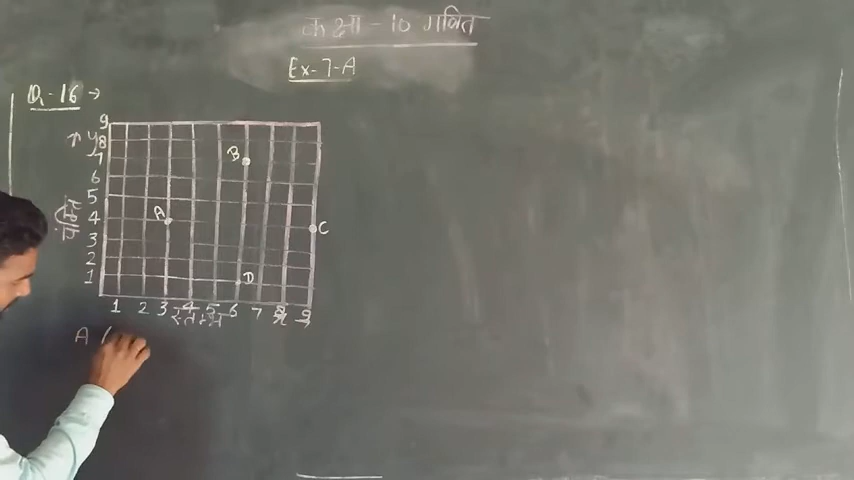 कक्षा - 10 गणित
Ex-7-A
Q.-16 →
9
↑ y 8
7
6
5
4
3
2
1
A
B
C
D
1 2 3 4 5 6 7 8 9
स्तम्भ
x
A (